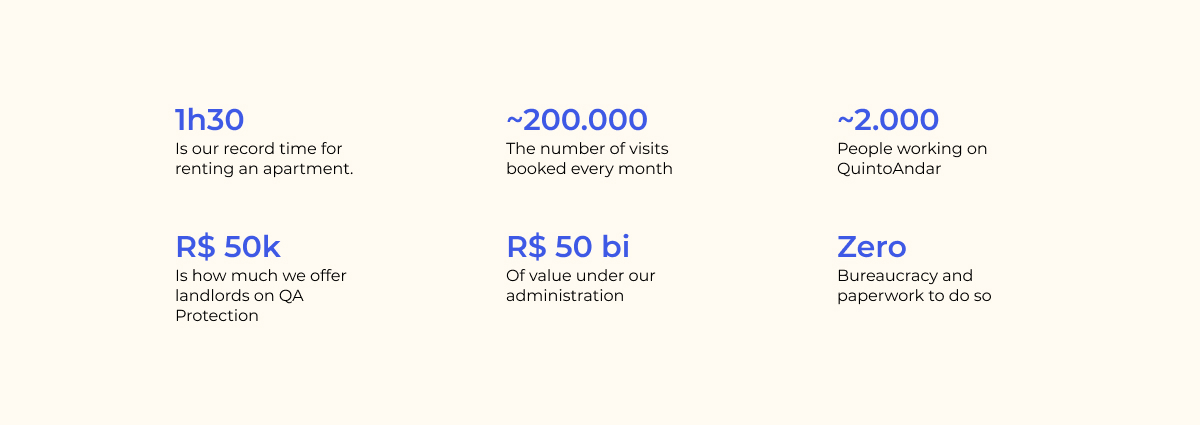 1h30
Is our record time for
renting an apartment.
~200.000
The number of visits
booked every month
~2.000
People working on
QuintoAndar
R$ 50k
Is how much we offer
landlords on QA
Protection
R$ 50 bi
Of value under our
administration
Zero
Bureaucracy and
paperwork to do so